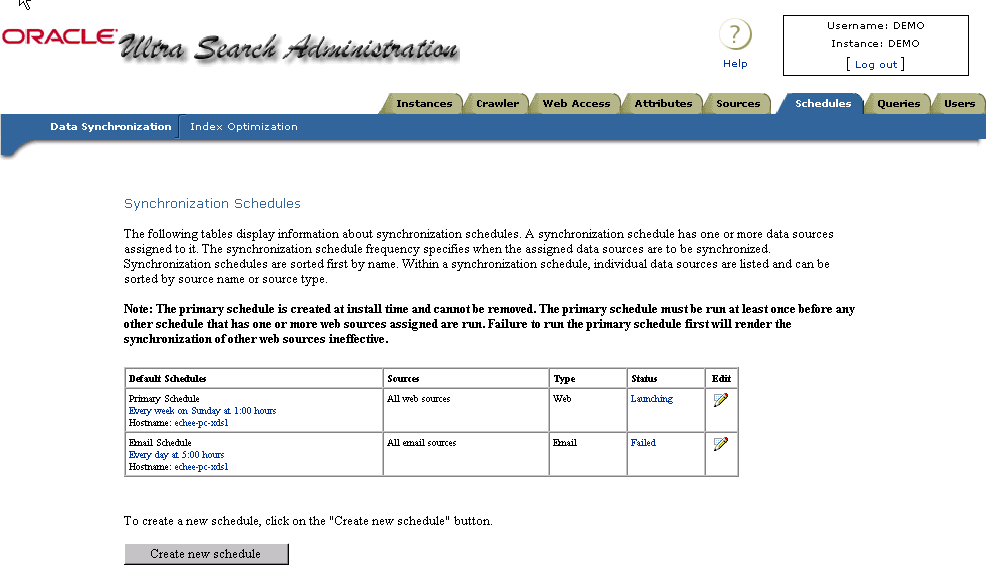 ORACLE Ultra Search Administration
?
Help
Username: DEMO
Instance: DEMO
[ Log out ]
Instances Crawler Web Access Attributes Sources Schedules Queries Users
Data Synchronization Index Optimization
Synchronization Schedules
The following tables display information about synchronization schedules. A synchronization schedule has one or more data sources
assigned to it. The synchronization schedule frequency specifies when the assigned data sources are to be synchronized.
Synchronization schedules are sorted first by name. Within a synchronization schedule, individual data sources are listed and can be
sorted by source name or source type.
Note: The primary schedule is created at install time and cannot be removed. The primary schedule must be run at least once before any
other schedule that has one or more web sources assigned are run. Failure to run the primary schedule first will render the
synchronization of other web sources ineffective.
Default Schedules Sources Type Status Edit
Primary Schedule All web sources Web Launching
Every week on Sunday at 1:00 hours
Hostname: echee-pc-xdsl
Email Schedule All email sources Email Failed
Every day at 5:00 hours
Hostname: echee-pc-xdsl
To create a new schedule, click on the "Create new schedule" button.
Create new schedule